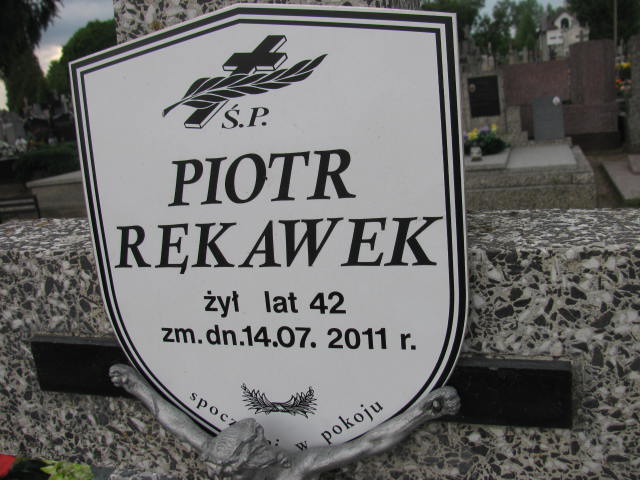 Ś.P.
PIOTR
RĘKAWEK
żył lat 42
zm.dn.14.07. 2011 r.
w pokoju